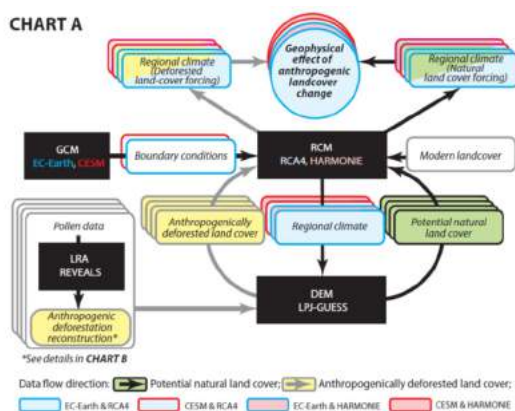 CHART A
Regional climate
(Deforested
land-cover forcing)
Geophysical
effect of
anthropogenic
landcover
change
Regional climate
(Natural
land cover forcing)
GCM
EC-Earth, CESM
Boundary conditions
RCM
RCA4, HARMONIE
Modern landcover
Pollen data
LRA
REVEALS
Anthropogenic
deforestation
reconstruction*
Anthropogenically
deforested land cover
Regional climate
Potential natural
land cover
DEM
LPJ-GUESS
*See details in CHART B
Data flow direction: Potential natural land cover; Anthropogenically deforested land cover;
EC-Earth & RCA4 CESM & RCA4 EC-Earth & HARMONIE CESM & HARMONIE